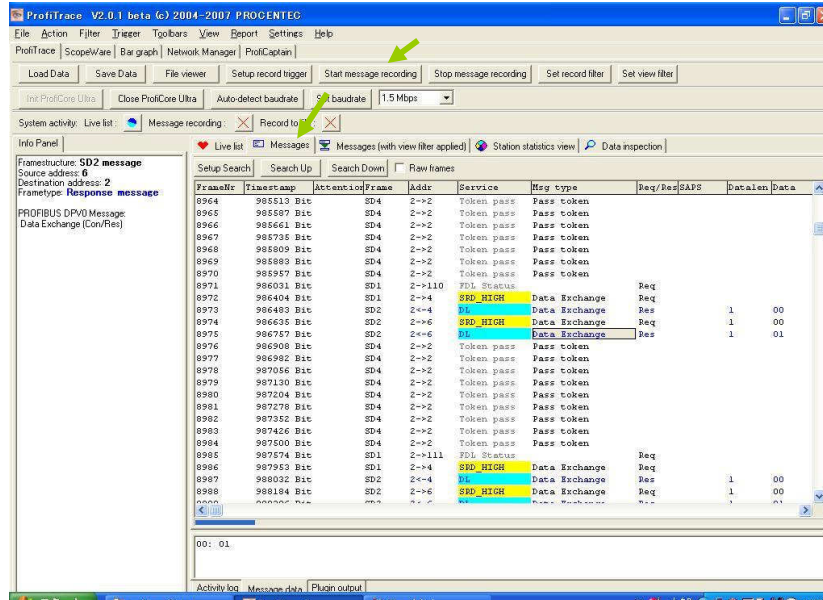 ProfiTrace V2.0.1 beta (c) 2004-2007 PROCENTEC
File Action Filter Trigger Toolbars View Report Settings Help
ProfiTrace ScopeWare Bar graph Network Manager ProfiCaptain
Load Data Save Data File viewer Setup record trigger Start message recording Stop message recording Set record filter Set view filter
Init ProfiCore Ultra Close ProfiCore Ultra Auto-detect baudrate baudrate 1.5 Mbps
System activity: Live list: Message recording: Record to
Info Panel
Live list Messages Messages (with view filter applied) Station statistics view Data inspection
Framestructure: SD2 message
Source address: 6
Destination address: 2
Frametype: Response message
PROFIBUS DPV0 Message:
Data Exchange (Con/Res)
Setup Search Search Up Search Down Raw frames
FrameNr Timestamp Attention Frame Addr Service Msg type Req/Res SAPS Datalen Data
8964 985513 Bit SD4 2->2 Token pass Pass token
8965 985587 Bit SD4 2->2 Token pass Pass token
8966 985661 Bit SD4 2->2 Token pass Pass token
8967 985735 Bit SD4 2->2 Token pass Pass token
8968 985809 Bit SD4 2->2 Token pass Pass token
8969 985883 Bit SD4 2->2 Token pass Pass token
8970 985957 Bit SD4 2->2 Token pass Pass token
8971 986031 Bit SD1 2->110 FDL Status Req
8972 986404 Bit SD1 2->4 SRD_HIGH Data Exchange Req
8973 986483 Bit SD2 2<-4 DL Data Exchange Res 1 00
8974 986635 Bit SD2 2->6 SRD_HIGH Data Exchange Req 1 00
8975 986757 Bit SD2 2<-6 DL Data Exchange Res 1 01
8976 986908 Bit SD4 2->2 Token pass Pass token
8977 986982 Bit SD4 2->2 Token pass Pass token
8978 987056 Bit SD4 2->2 Token pass Pass token
8979 987130 Bit SD4 2->2 Token pass Pass token
8980 987204 Bit SD4 2->2 Token pass Pass token
8981 987278 Bit SD4 2->2 Token pass Pass token
8982 987352 Bit SD4 2->2 Token pass Pass token
8983 987426 Bit SD4 2->2 Token pass Pass token
8984 987500 Bit SD4 2->2 Token pass Pass token
8985 987574 Bit SD1 2->111 FDL Status Req
8986 987953 Bit SD1 2->4 SRD_HIGH Data Exchange Req
8987 988032 Bit SD2 2<-4 DL Data Exchange Res 1 00
8988 988184 Bit SD2 2->6 SRD_HIGH Data Exchange Req 1 00
00: 01
Activity log Message data Plugin output